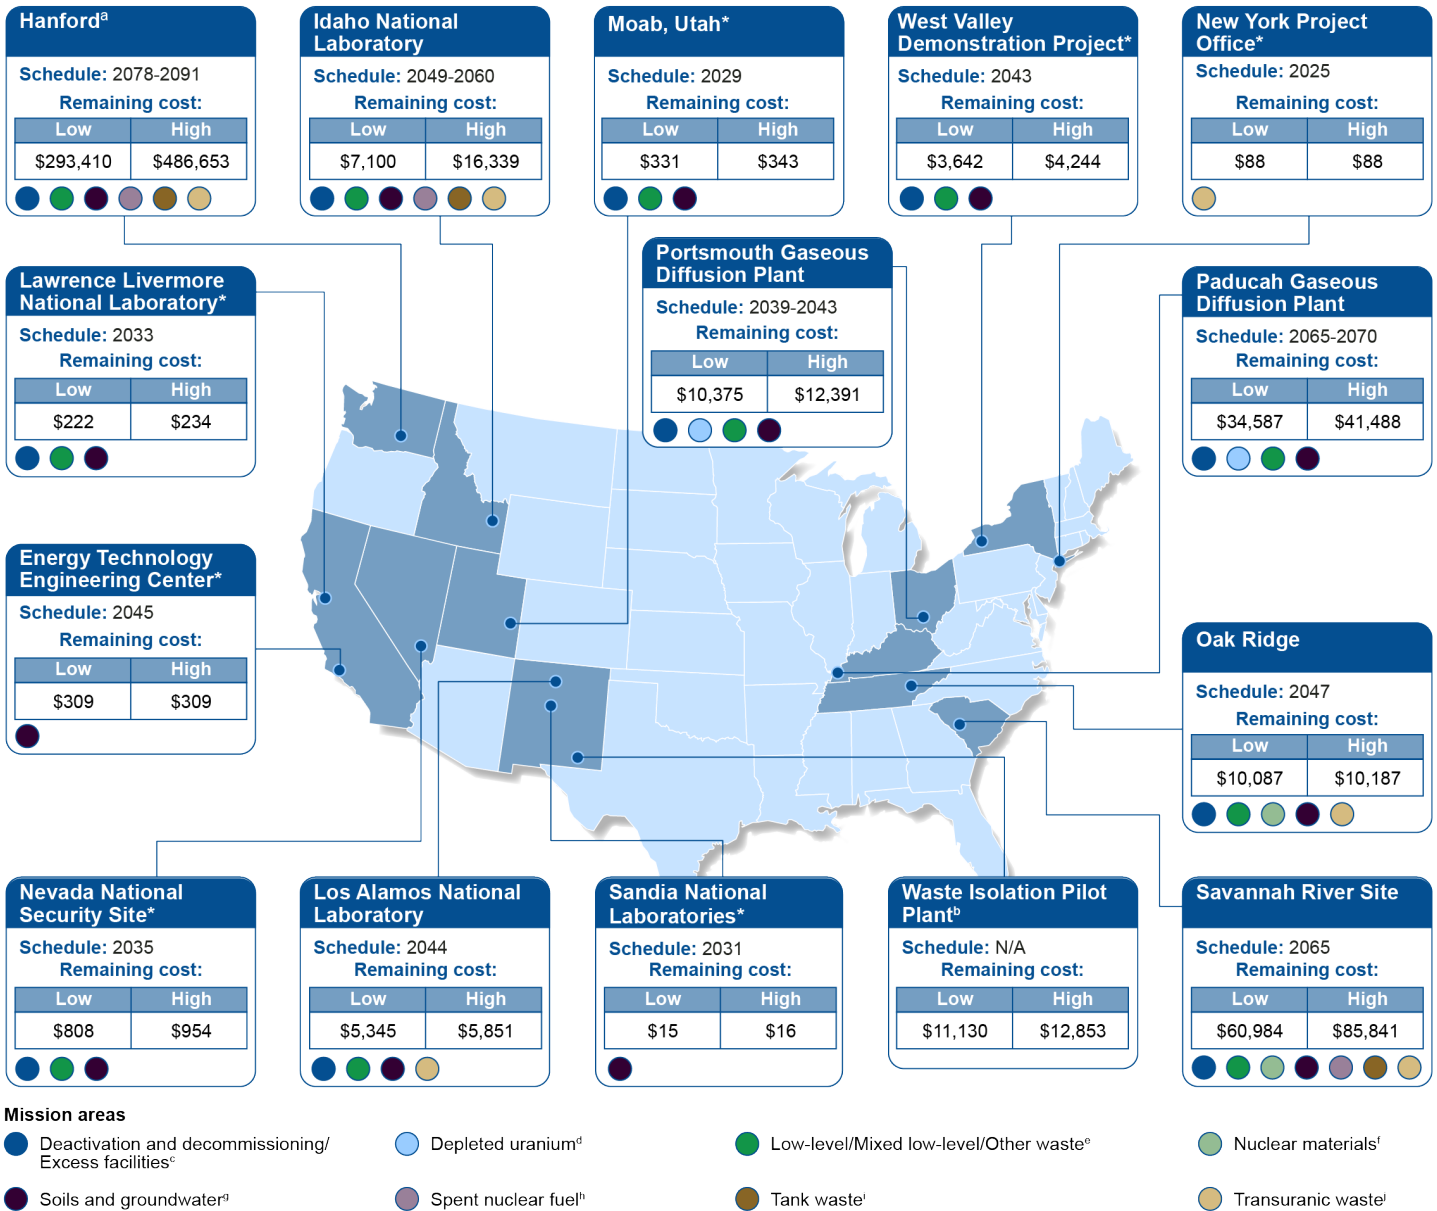 Hanfordᵃ
Schedule: 2078-2091
Remaining cost:
Low High
$293,410 $486,653
Idaho National
Laboratory
Schedule: 2049-2060
Remaining cost:
Low High
$7,100 $16,339
Moab, Utah*
Schedule: 2029
Remaining cost:
Low High
$331 $343
West Valley
Demonstration Project*
Schedule: 2043
Remaining cost:
Low High
$3,642 $4,244
New York Project
Office*
Schedule: 2025
Remaining cost:
Low High
$88 $88
Lawrence Livermore
National Laboratory*
Schedule: 2033
Remaining cost:
Low High
$222 $234
Portsmouth Gaseous
Diffusion Plant
Schedule: 2039-2043
Remaining cost:
Low High
$10,375 $12,391
Paducah Gaseous
Diffusion Plant
Schedule: 2065-2070
Remaining cost:
Low High
$34,587 $41,488
Energy Technology
Engineering Center*
Schedule: 2045
Remaining cost:
Low High
$309 $309
Oak Ridge
Schedule: 2047
Remaining cost:
Low High
$10,087 $10,187
Nevada National
Security Site*
Schedule: 2035
Remaining cost:
Low High
$808 $954
Los Alamos National
Laboratory
Schedule: 2044
Remaining cost:
Low High
$5,345 $5,851
Sandia National
Laboratories*
Schedule: 2031
Remaining cost:
Low High
$15 $16
Waste Isolation Pilot
Plantᵇ
Schedule: N/A
Remaining cost:
Low High
$11,130 $12,853
Savannah River Site
Schedule: 2065
Remaining cost:
Low High
$60,984 $85,841
Mission areas
Deactivation and decommissioning/
Excess facilitiesᶜ
Depleted uraniumᵈ
Low-level/Mixed low-level/Other wasteᵉ
Nuclear materialsᶠ
Soils and groundwaterᵍ
Spent nuclear fuelʰ
Tank wasteⁱ
Transuranic wasteʲ